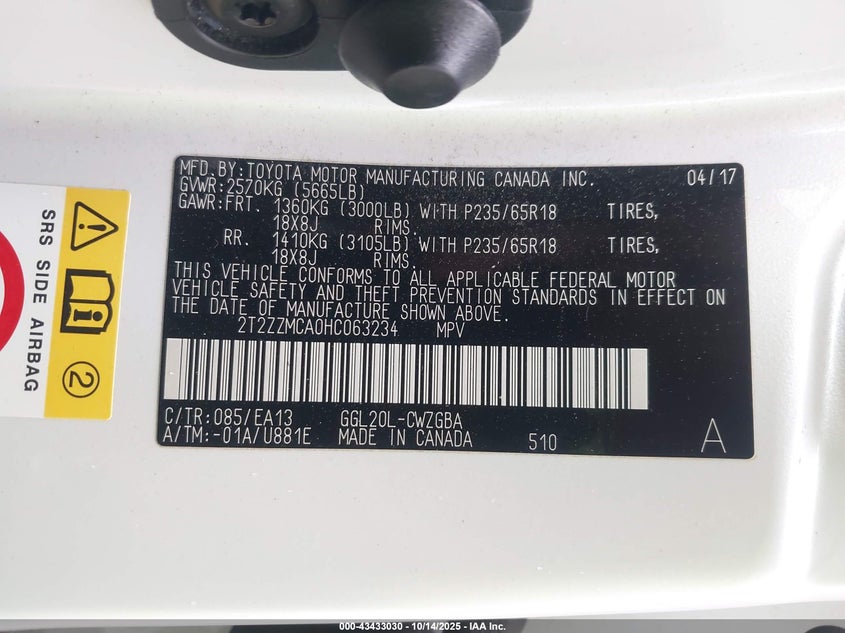 MFD.BY:TOYOTA MOTOR MANUFACTURING CANADA INC. 04/17
GVWR:2570KG (5665LB)
GAWR:FRT. 1360KG (3000LB) WITH P235/65R18 TIRES,
18X8J RIMS.
RR. 1410KG (3105LB) WITH P235/65R18 TIRES,
18X8J RIMS.
THIS VEHICLE CONFORMS TO ALL APPLICABLE FEDERAL MOTOR
VEHICLE SAFETY AND THEFT PREVENTION STANDARDS IN EFFECT ON
THE DATE OF MANUFACTURE SHOWN ABOVE.
2T2ZZMCA0HC063234 MPV
C/TR:085/EA13 GGL20L-CWZGBA
A/TM:-01A/U881E MADE IN CANADA 510 A
SRS SIDE AIRBAG
2
000-43433030 - 10/14/2025 - IAA Inc.